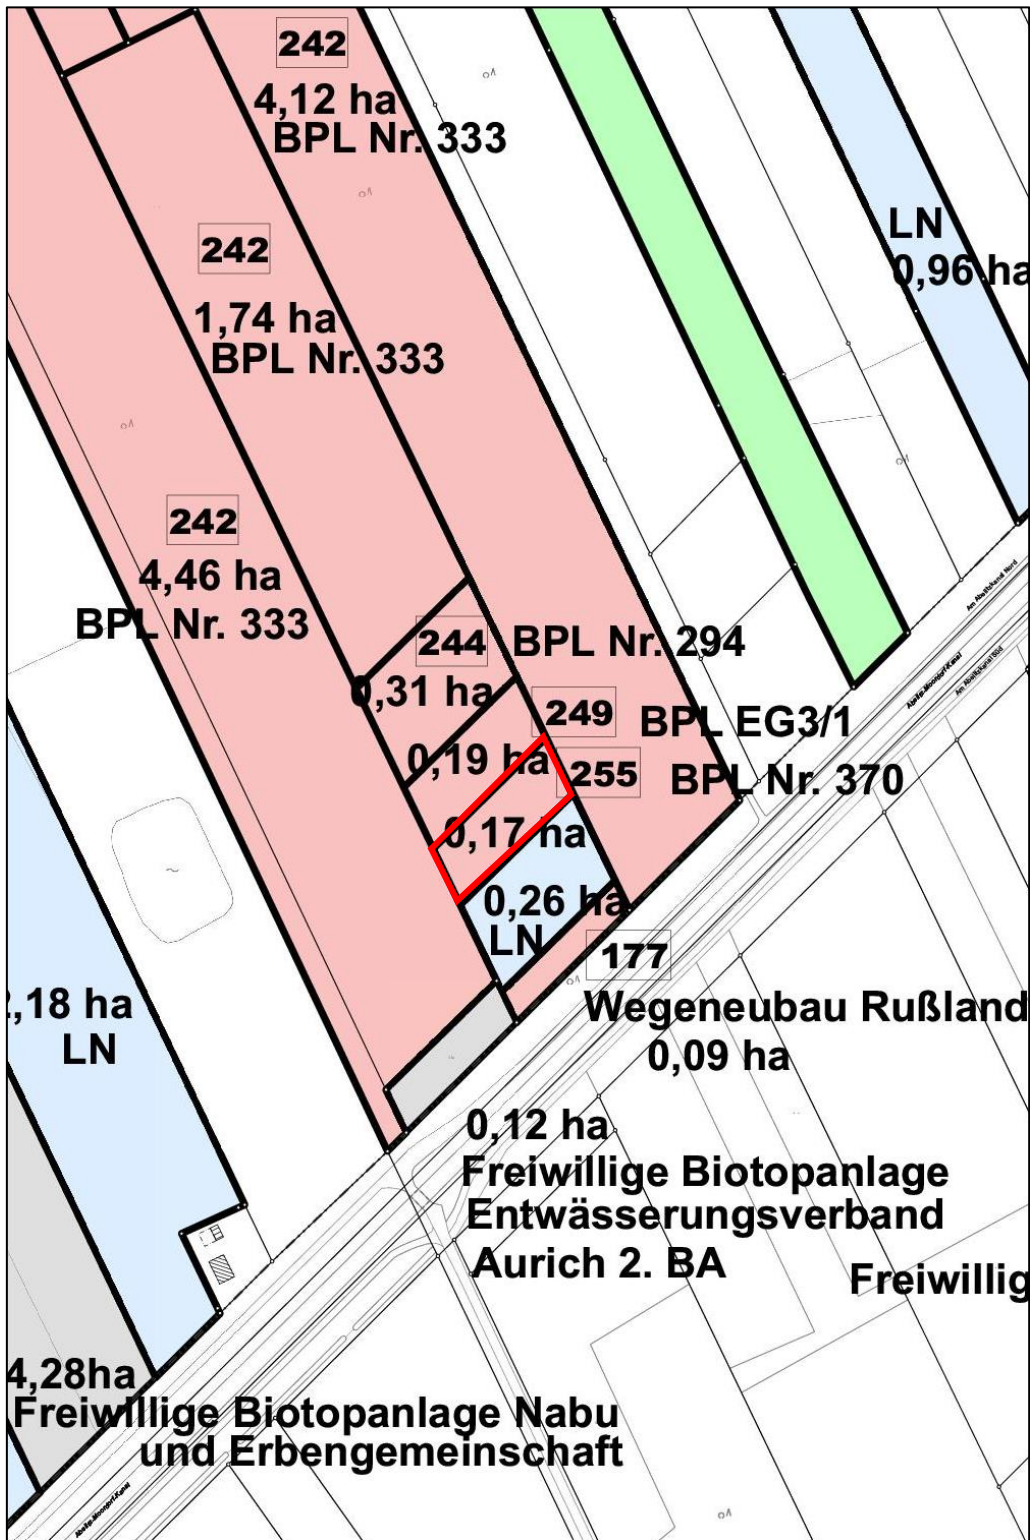 242
4,12 ha
BPL Nr. 333
LN
0,96 ha
242
1,74 ha
BPL Nr. 333
242
4,46 ha
BPL Nr. 333
244
BPL Nr. 294
0,31 ha
249
BPL EG3/1
0,19 ha
255
BPL Nr. 370
0,17 ha
0,26 ha
LN
177
Wegeneubau Rußland
0,09 ha
2,18 ha
LN
0,12 ha
Freiwillige Biotopanlage
Entwässerungsverband
Aurich 2. BA
Freiwillig
4,28ha
Freiwillige Biotopanlage Nabu
und Erbengemeinschaft